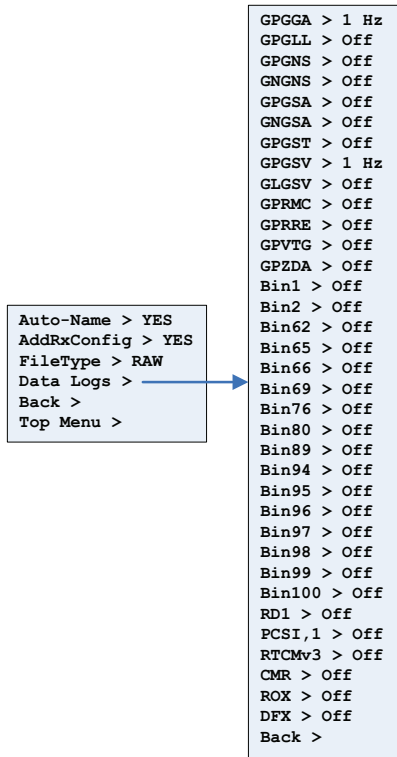 Auto-Name > YES
AddRxConfig > YES
FileType > RAW
Data Logs >
Back >
Top Menu >
GPGGA > 1 Hz
GPGLL > Off
GPGNS > Off
GNGNS > Off
GPGSA > Off
GNGSA > Off
GPGST > Off
GPGSV > 1 Hz
GLGSV > Off
GPRMC > Off
GPRRE > Off
GPVTG > Off
GPZDA > Off
Bin1 > Off
Bin2 > Off
Bin62 > Off
Bin65 > Off
Bin66 > Off
Bin69 > Off
Bin76 > Off
Bin80 > Off
Bin89 > Off
Bin94 > Off
Bin95 > Off
Bin96 > Off
Bin97 > Off
Bin98 > Off
Bin99 > Off
Bin100 > Off
RD1 > Off
PCSI,1 > Off
RTCMv3 > Off
CMR > Off
ROX > Off
DFX > Off
Back >